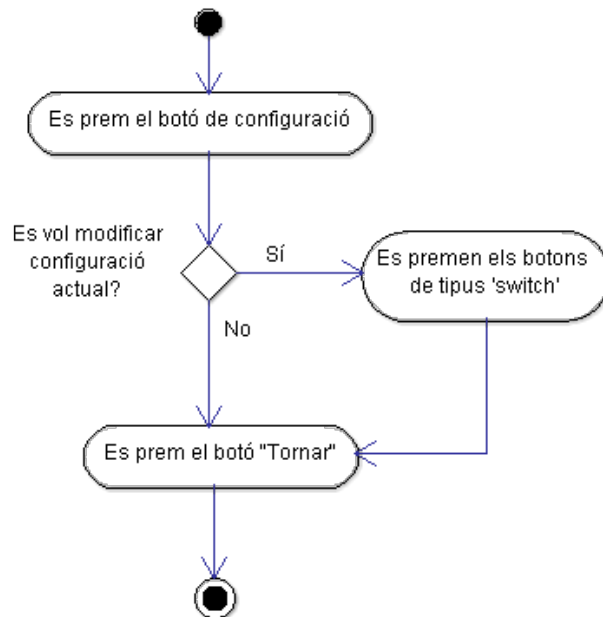 Es prem el botó de configuració
Es vol modificar
configuració
actual?
Sí
Es premen els botons
de tipus 'switch'
No
Es prem el botó "Tornar"